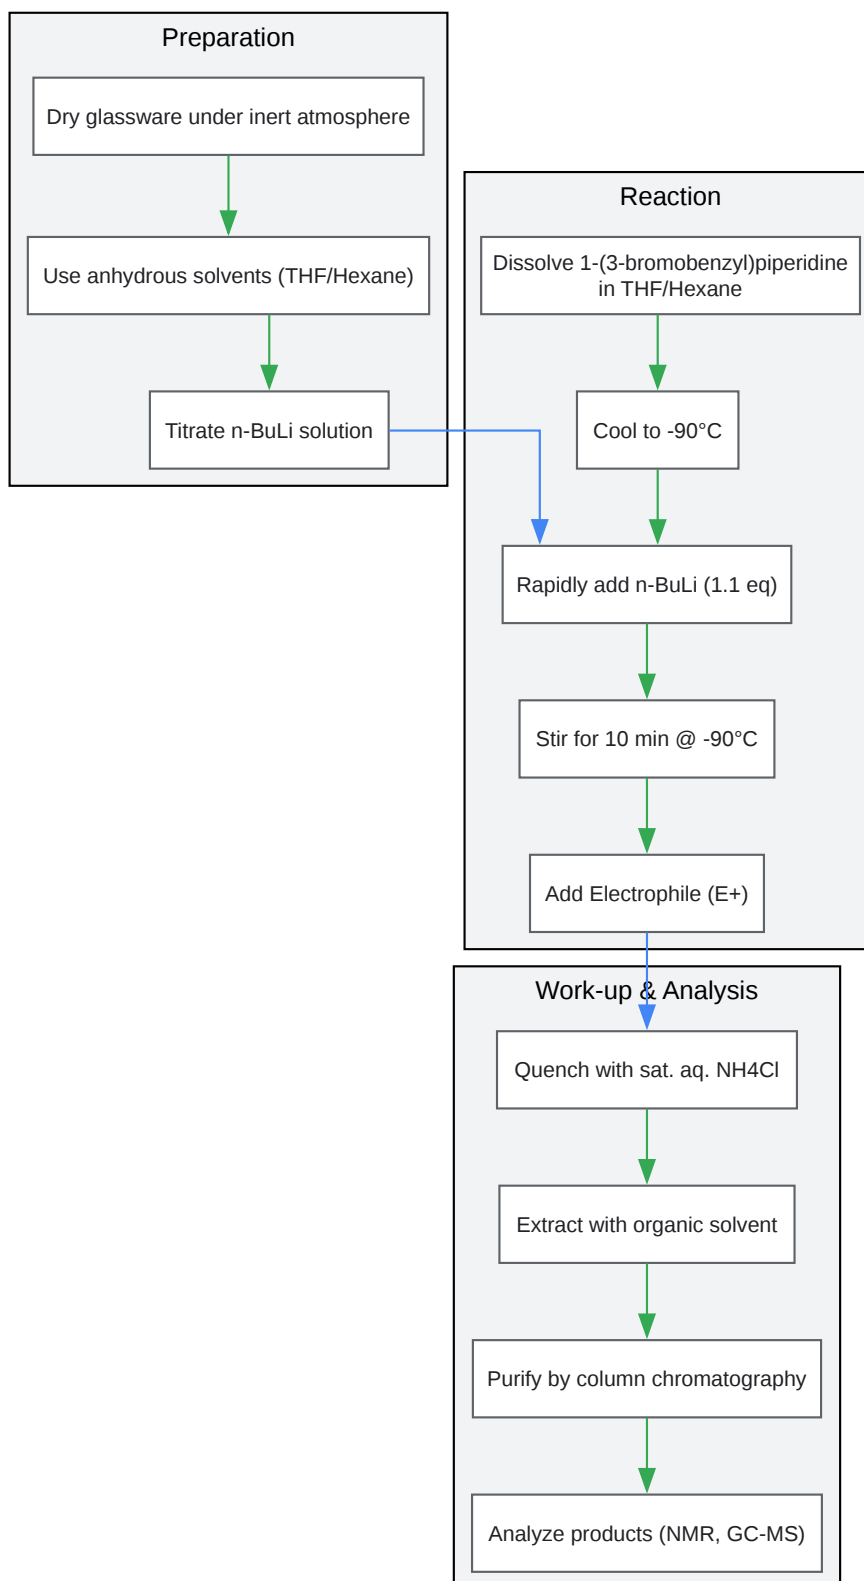 Preparation
Dry glassware under inert atmosphere
Use anhydrous solvents (THF/Hexane)
Titrate n-BuLi solution
Reaction
Dissolve 1-(3-bromobenzyl)piperidine
in THF/Hexane
Cool to -90°C
Rapidly add n-BuLi (1.1 eq)
Stir for 10 min @ -90°C
Add Electrophile (E+)
Work-up & Analysis
Quench with sat. aq. NH4Cl
Extract with organic solvent
Purify by column chromatography
Analyze products (NMR, GC-MS)